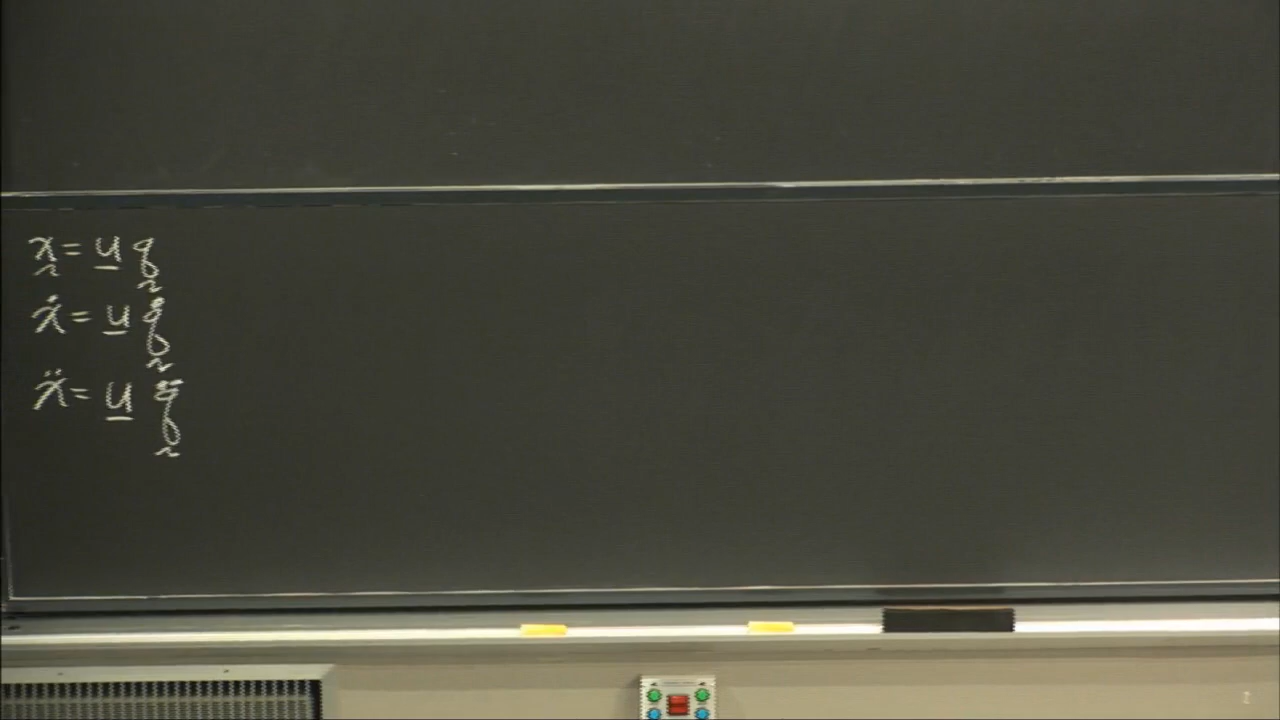 x = u q
ẋ = u q̇
ẍ = u q̈